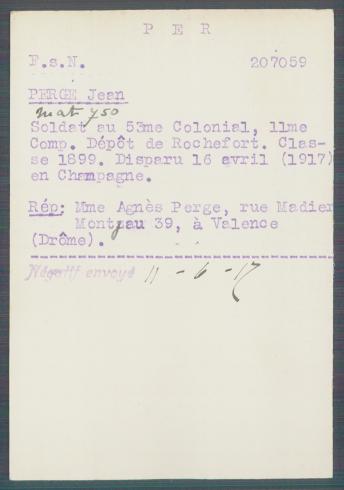 P E R
F.s.N. 207059
PERGE Jean
mat 450
Soldat au 53me Colonial, 11me
Comp. Dépôt de Rochefort. Clas-
se 1899. Disparu 16 avril (1917)
en Champagne.
Rép: Mme Agnès Perge, rue Madier
Montjau 39, à Valence
(Drôme).
Négatif envoyé 11 - 6 - 17